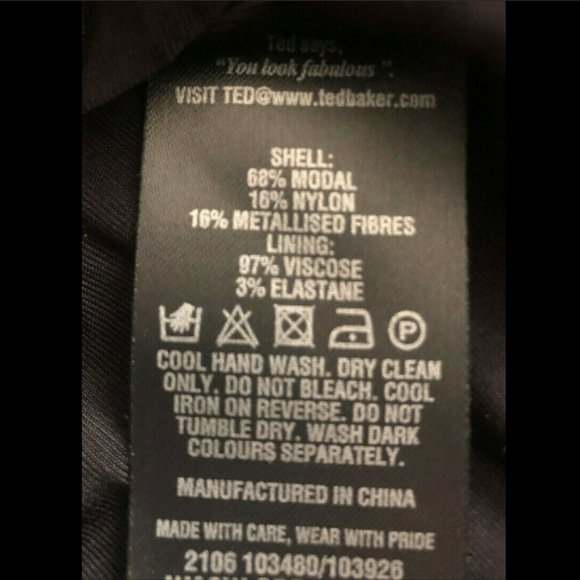 Ted says,
"You look fabulous".
VISIT TED@www.tedbaker.com
SHELL:
68% MODAL
16% NYLON
16% METALLISED FIBRES
LINING:
97% VISCOSE
3% ELASTANE
P
COOL HAND WASH. DRY CLEAN
ONLY. DO NOT BLEACH. COOL
IRON ON REVERSE. DO NOT
TUMBLE DRY. WASH DARK
COLOURS SEPARATELY.
MANUFACTURED IN CHINA
MADE WITH CARE, WEAR WITH PRIDE
2106 103480/103926